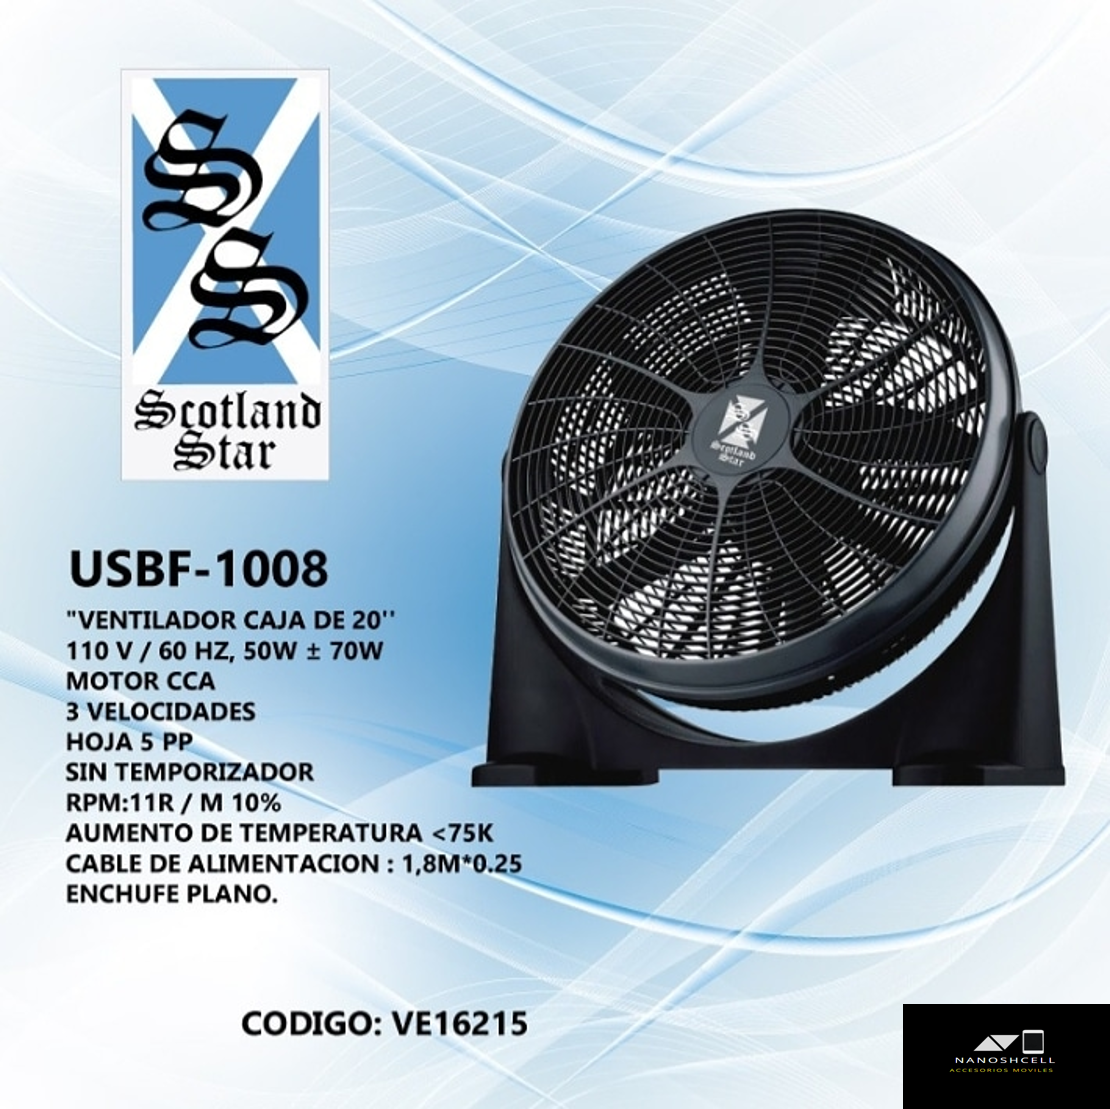 S
S
Scotland
Star
Scotland
Star
USBF-1008
"VENTILADOR CAJA DE 20''
110 V / 60 HZ, 50W ± 70W
MOTOR CCA
3 VELOCIDADES
HOJA 5 PP
SIN TEMPORIZADOR
RPM:11R / M 10%
AUMENTO DE TEMPERATURA <75K
CABLE DE ALIMENTACION : 1,8M*0.25
ENCHUFE PLANO.
CODIGO: VE16215
NANOSHCELL
ACCESORIOS MOVILES